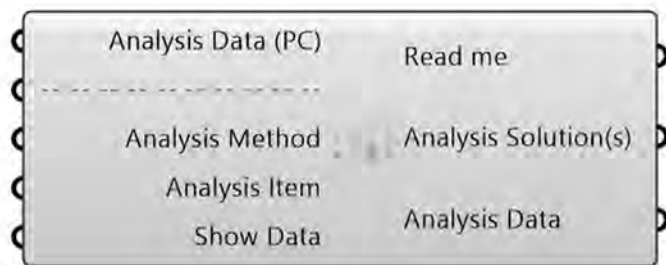 Analysis Data (PC)
--------------------------------
Analysis Method
Analysis Item
Show Data
Read me
Analysis Solution(s)
Analysis Data